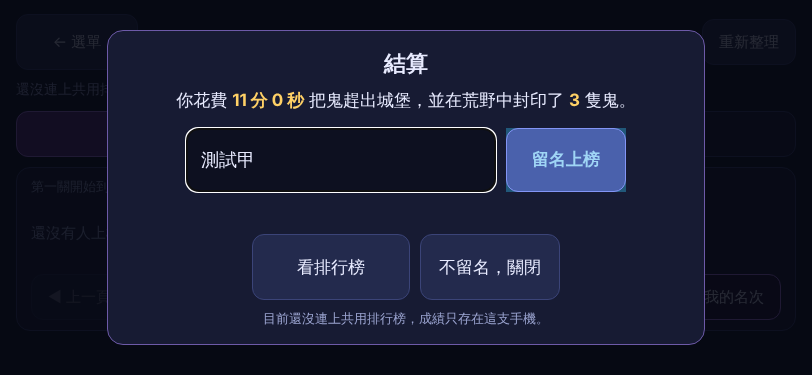 ← 選單
重新整理
還沒連上共用
第一關開始到
還沒有人上
◀ 上一頁
我的名次
結算
你花費 11 分 0 秒 把鬼趕出城堡，並在荒野中封印了 3 隻鬼。
測試甲
留名上榜
看排行榜
不留名，關閉
目前還沒連上共用排行榜，成績只存在這支手機。